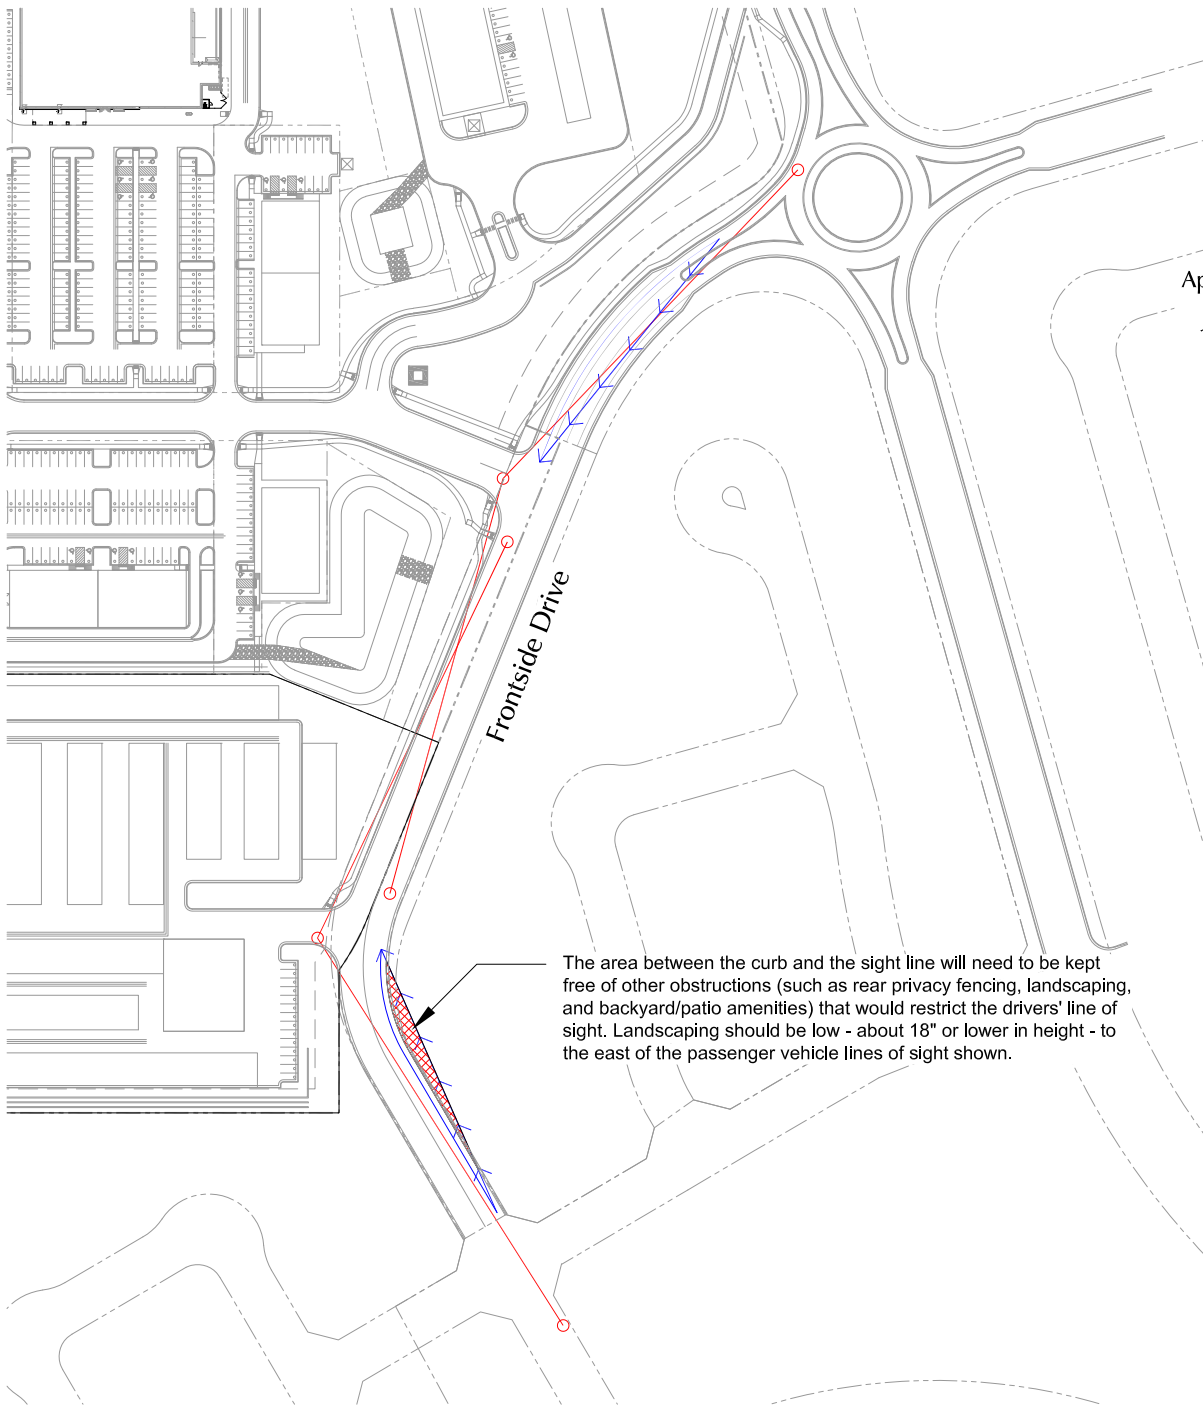 Ap
Frontside Drive
The area between the curb and the sight line will need to be kept
free of other obstructions (such as rear privacy fencing, landscaping,
and backyard/patio amenities) that would restrict the drivers' line of
sight. Landscaping should be low - about 18" or lower in height - to
the east of the passenger vehicle lines of sight shown.